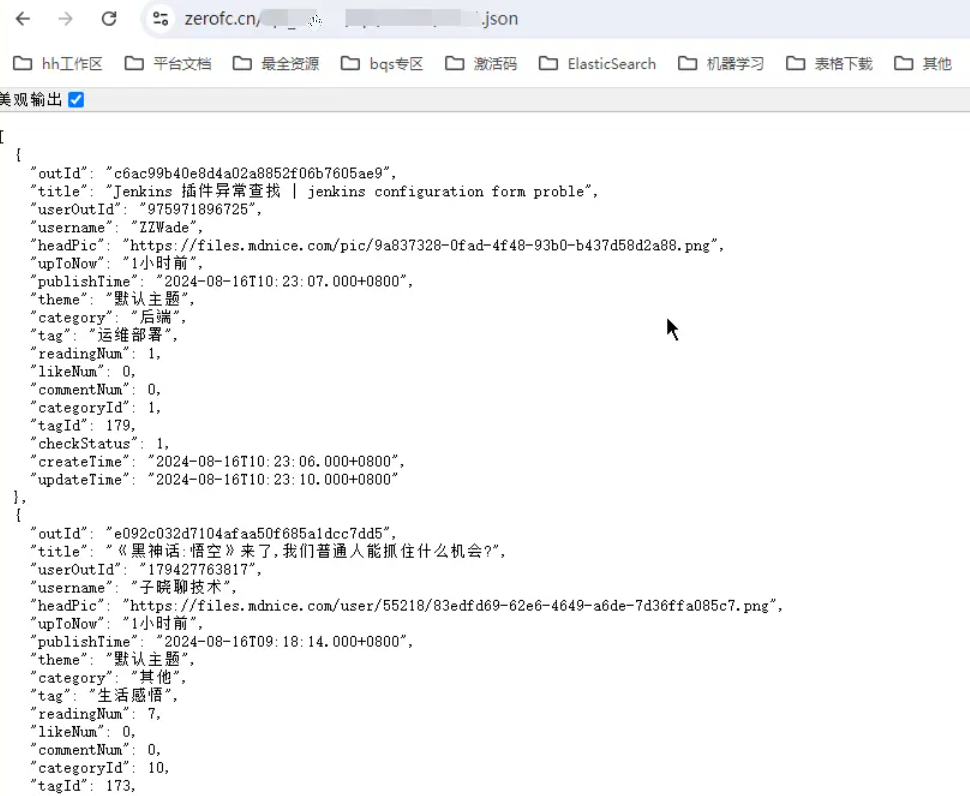 zerofc.cn/ .json
hh工作区 平台文档 最全资源 bqs专区 激活码 ElasticSearch 机器学习 表格下载 其他
美观输出
[
{
"outId": "c6ac99b40e8d4a02a8852f06b7605ae9",
"title": "Jenkins 插件异常查找 | jenkins configuration form proble",
"userOutId": "975971896725",
"username": "ZZWade",
"headPic": "https://files.mdnice.com/pic/9a837328-0fad-4f48-93b0-b437d58d2a88.png",
"upToNow": "1小时前",
"publishTime": "2024-08-16T10:23:07.000+0800",
"theme": "默认主题",
"category": "后端",
"tag": "运维部署",
"readingNum": 1,
"likeNum": 0,
"commentNum": 0,
"categoryId": 1,
"tagId": 179,
"checkStatus": 1,
"createTime": "2024-08-16T10:23:06.000+0800",
"updateTime": "2024-08-16T10:23:10.000+0800"
},
{
"outId": "e092c032d7104afaa50f685a1dcc7dd5",
"title": "《黑神话:悟空》来了,我们普通人能抓住什么机会?",
"userOutId": "179427763817",
"username": "子晓聊技术",
"headPic": "https://files.mdnice.com/user/55218/83edfd69-62e6-4649-a6de-7d36ffa085c7.png",
"upToNow": "1小时前",
"publishTime": "2024-08-16T09:18:14.000+0800",
"theme": "默认主题",
"category": "其他",
"tag": "生活感悟",
"readingNum": 7,
"likeNum": 0,
"commentNum": 0,
"categoryId": 10,
"tagId": 173,